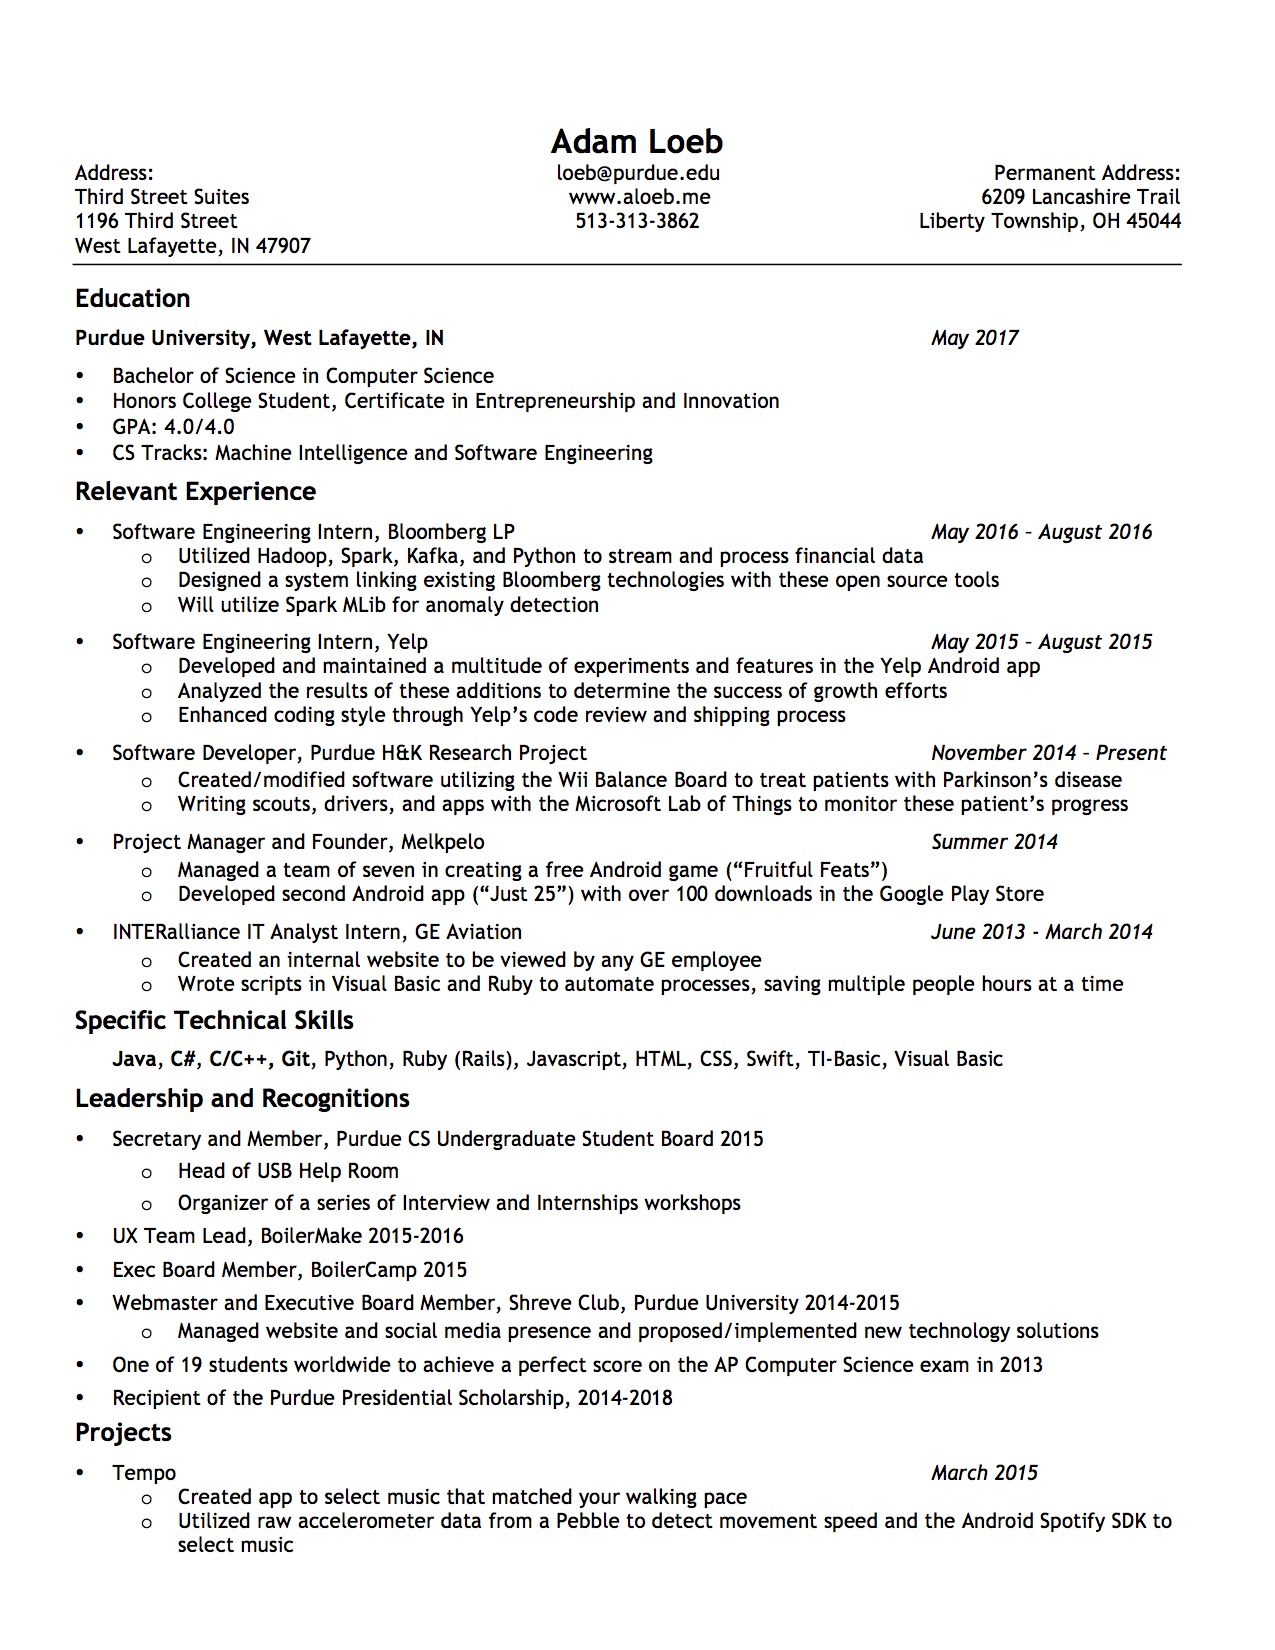 Adam Loeb
Address: loeb@purdue.edu Permanent Address:
Third Street Suites www.aloeb.me 6209 Lancashire Trail
1196 Third Street 513-313-3862 Liberty Township, OH 45044
West Lafayette, IN 47907
Education
Purdue University, West Lafayette, IN May 2017
• Bachelor of Science in Computer Science
• Honors College Student, Certificate in Entrepreneurship and Innovation
• GPA: 4.0/4.0
• CS Tracks: Machine Intelligence and Software Engineering
Relevant Experience
• Software Engineering Intern, Bloomberg LP May 2016 – August 2016
o Utilized Hadoop, Spark, Kafka, and Python to stream and process financial data
o Designed a system linking existing Bloomberg technologies with these open source tools
o Will utilize Spark MLib for anomaly detection
• Software Engineering Intern, Yelp May 2015 – August 2015
o Developed and maintained a multitude of experiments and features in the Yelp Android app
o Analyzed the results of these additions to determine the success of growth efforts
o Enhanced coding style through Yelp’s code review and shipping process
• Software Developer, Purdue H&K Research Project November 2014 – Present
o Created/modified software utilizing the Wii Balance Board to treat patients with Parkinson’s disease
o Writing scouts, drivers, and apps with the Microsoft Lab of Things to monitor these patient’s progress
• Project Manager and Founder, Melkpelo Summer 2014
o Managed a team of seven in creating a free Android game (“Fruitful Feats”)
o Developed second Android app (“Just 25”) with over 100 downloads in the Google Play Store
• INTERalliance IT Analyst Intern, GE Aviation June 2013 - March 2014
o Created an internal website to be viewed by any GE employee
o Wrote scripts in Visual Basic and Ruby to automate processes, saving multiple people hours at a time
Specific Technical Skills
Java, C#, C/C++, Git, Python, Ruby (Rails), Javascript, HTML, CSS, Swift, TI-Basic, Visual Basic
Leadership and Recognitions
• Secretary and Member, Purdue CS Undergraduate Student Board 2015
o Head of USB Help Room
o Organizer of a series of Interview and Internships workshops
• UX Team Lead, BoilerMake 2015-2016
• Exec Board Member, BoilerCamp 2015
• Webmaster and Executive Board Member, Shreve Club, Purdue University 2014-2015
o Managed website and social media presence and proposed/implemented new technology solutions
• One of 19 students worldwide to achieve a perfect score on the AP Computer Science exam in 2013
• Recipient of the Purdue Presidential Scholarship, 2014-2018
Projects
• Tempo March 2015
o Created app to select music that matched your walking pace
o Utilized raw accelerometer data from a Pebble to detect movement speed and the Android Spotify SDK to
select music